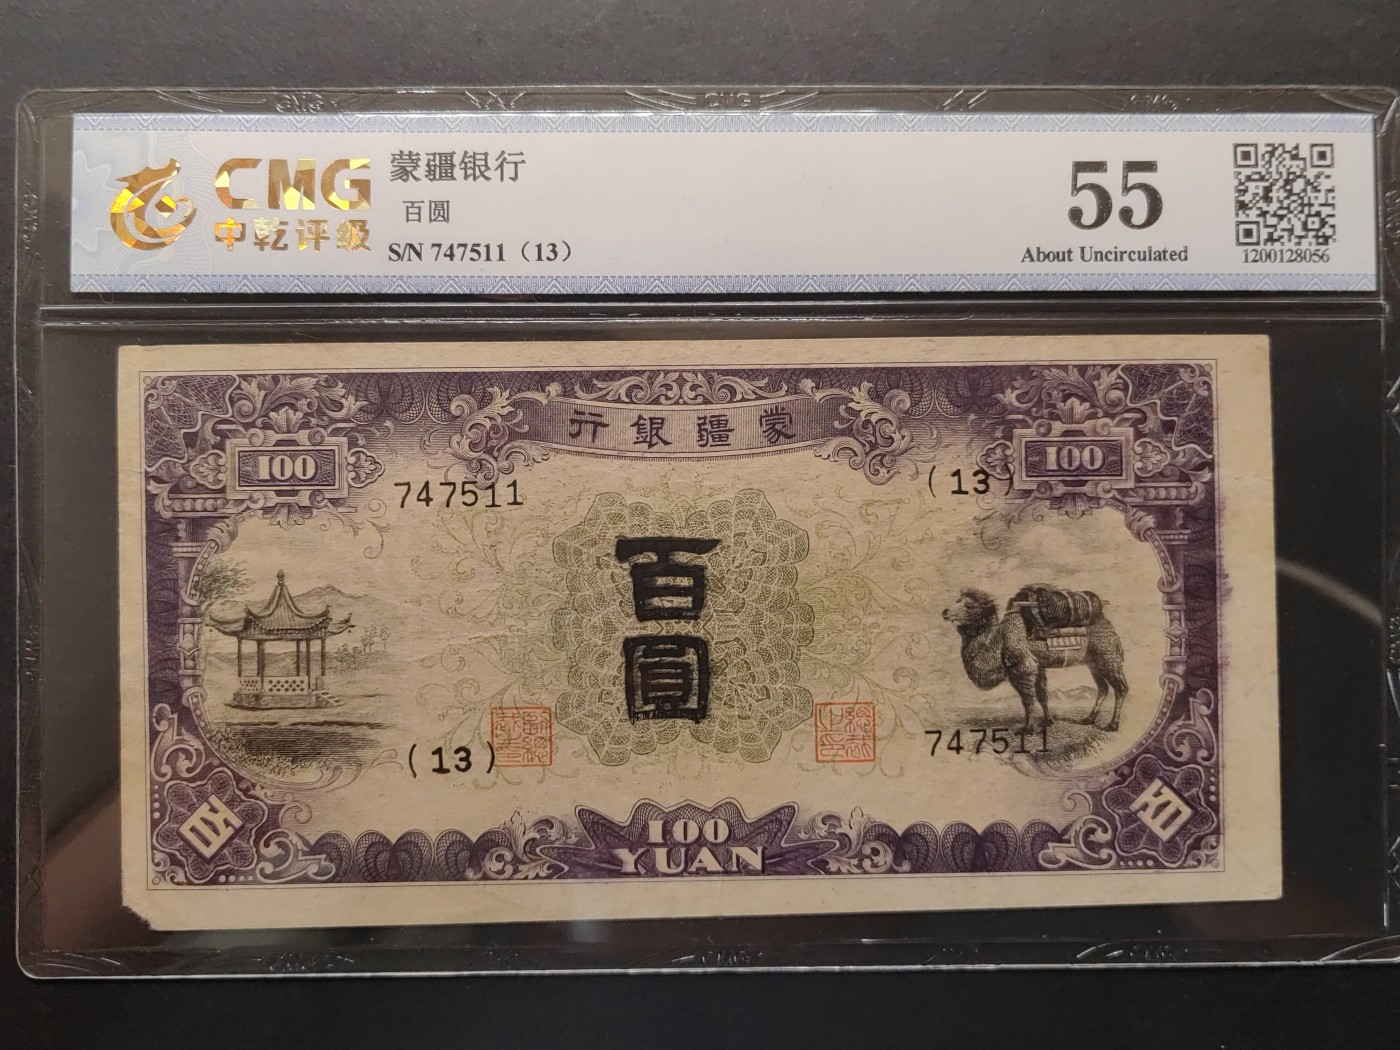 CMG
中乾评级
蒙疆银行
百圆
S/N 747511（13）
55
About Uncirculated
1200128056
行銀疆蒙
100
100
747511
(13)
百
圓
(13)
747511
百
百
100
YUAN